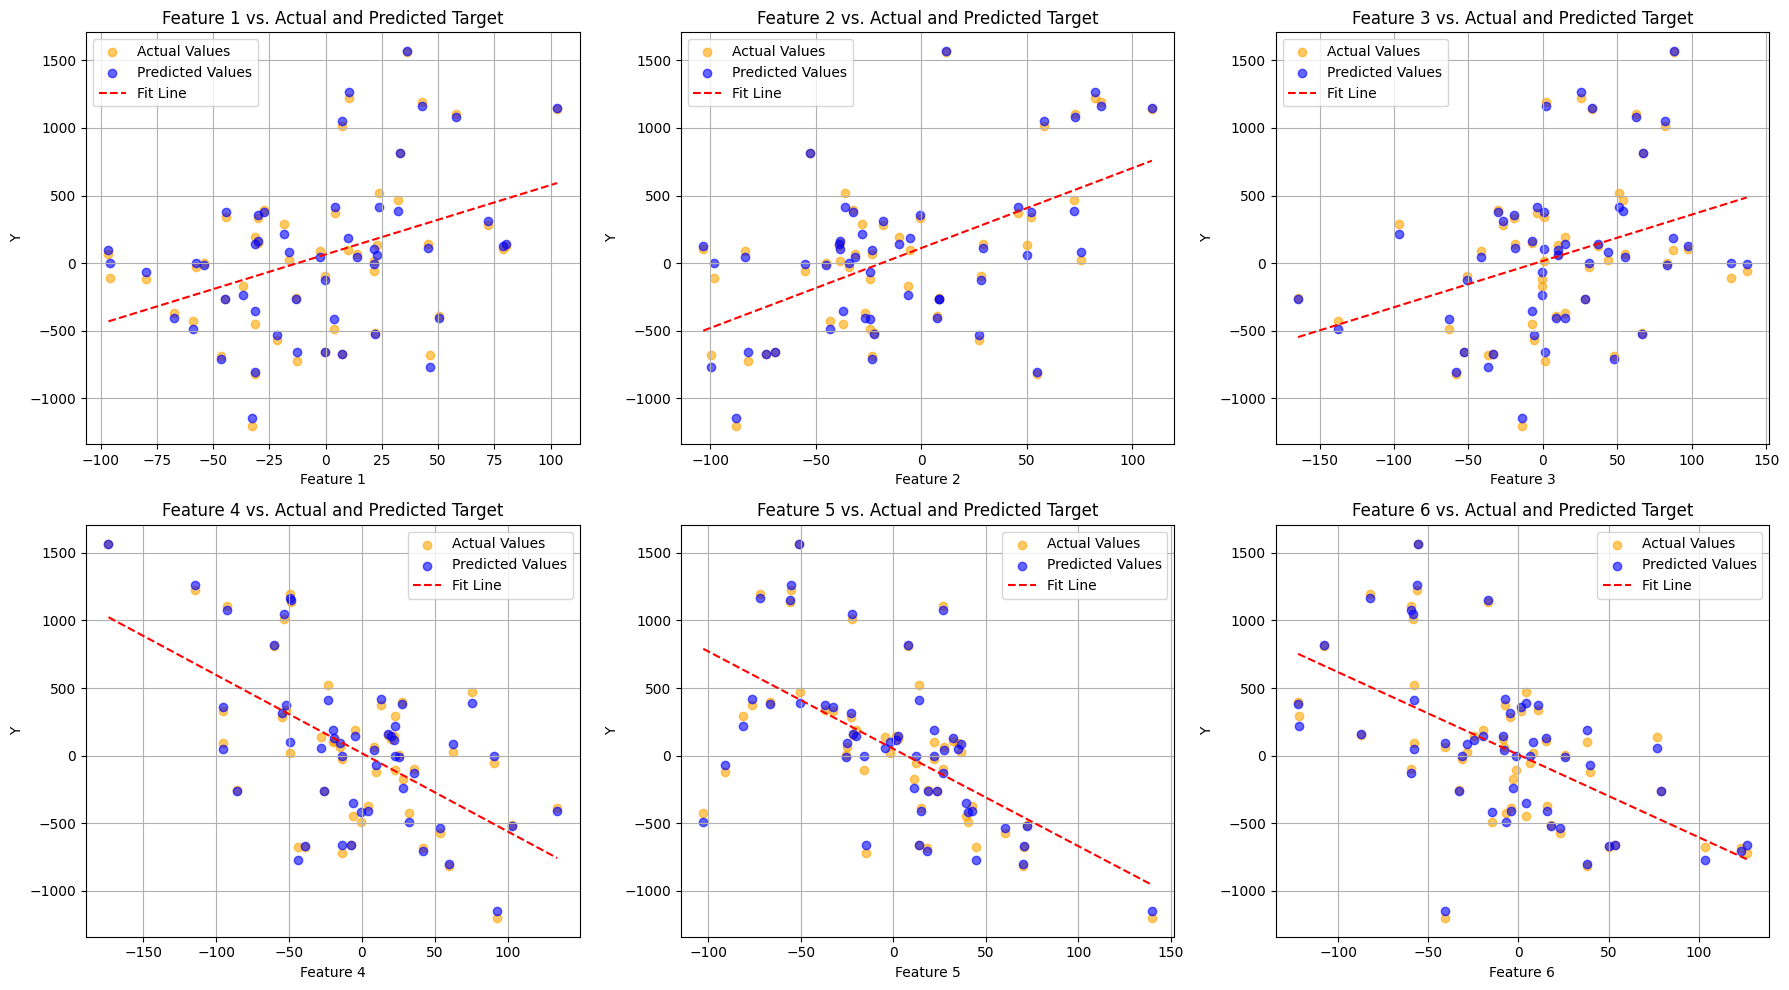 Feature 1 vs. Actual and Predicted Target
Actual Values
Predicted Values
Fit Line
1500
1000
500
0
−500
−1000
Y
−100 −75 −50 −25 0 25 50 75 100
Feature 1
Feature 2 vs. Actual and Predicted Target
Actual Values
Predicted Values
Fit Line
1500
1000
500
0
−500
−1000
Y
−100 −50 0 50 100
Feature 2
Feature 3 vs. Actual and Predicted Target
Actual Values
Predicted Values
Fit Line
1500
1000
500
0
−500
−1000
Y
−150 −100 −50 0 50 100 150
Feature 3
Feature 4 vs. Actual and Predicted Target
Actual Values
Predicted Values
Fit Line
1500
1000
500
0
−500
−1000
Y
−150 −100 −50 0 50 100
Feature 4
Feature 5 vs. Actual and Predicted Target
Actual Values
Predicted Values
Fit Line
1500
1000
500
0
−500
−1000
Y
−100 −50 0 50 100 150
Feature 5
Feature 6 vs. Actual and Predicted Target
Actual Values
Predicted Values
Fit Line
1500
1000
500
0
−500
−1000
Y
−100 −50 0 50 100
Feature 6